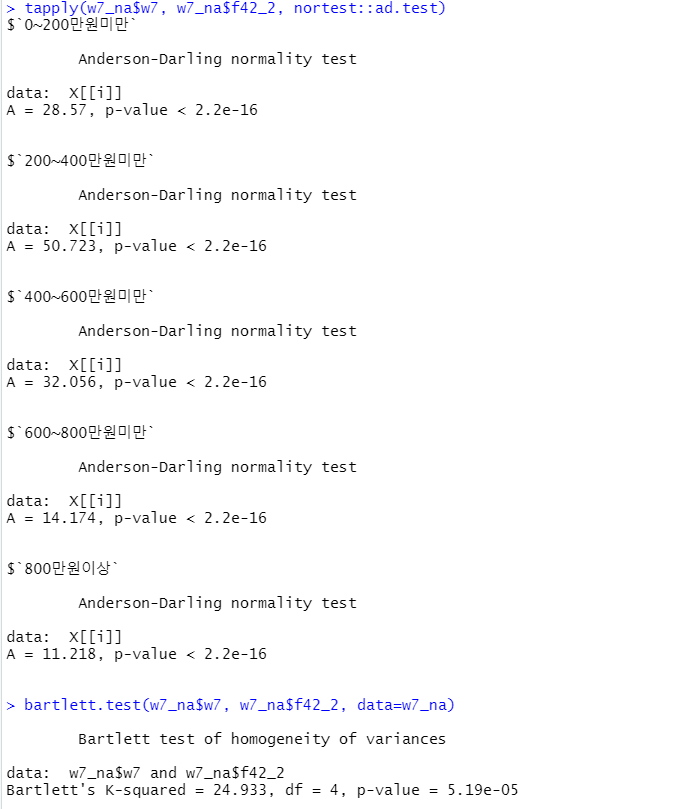 > tapply(w7_na$w7, w7_na$f42_2, nortest::ad.test)
$`0~200만원미만`
Anderson-Darling normality test
data:  X[[i]]
A = 28.57, p-value < 2.2e-16
$`200~400만원미만`
Anderson-Darling normality test
data:  X[[i]]
A = 50.723, p-value < 2.2e-16
$`400~600만원미만`
Anderson-Darling normality test
data:  X[[i]]
A = 32.056, p-value < 2.2e-16
$`600~800만원미만`
Anderson-Darling normality test
data:  X[[i]]
A = 14.174, p-value < 2.2e-16
$`800만원이상`
Anderson-Darling normality test
data:  X[[i]]
A = 11.218, p-value < 2.2e-16
> bartlett.test(w7_na$w7, w7_na$f42_2, data=w7_na)
Bartlett test of homogeneity of variances
data:  w7_na$w7 and w7_na$f42_2
Bartlett's K-squared = 24.933, df = 4, p-value = 5.19e-05